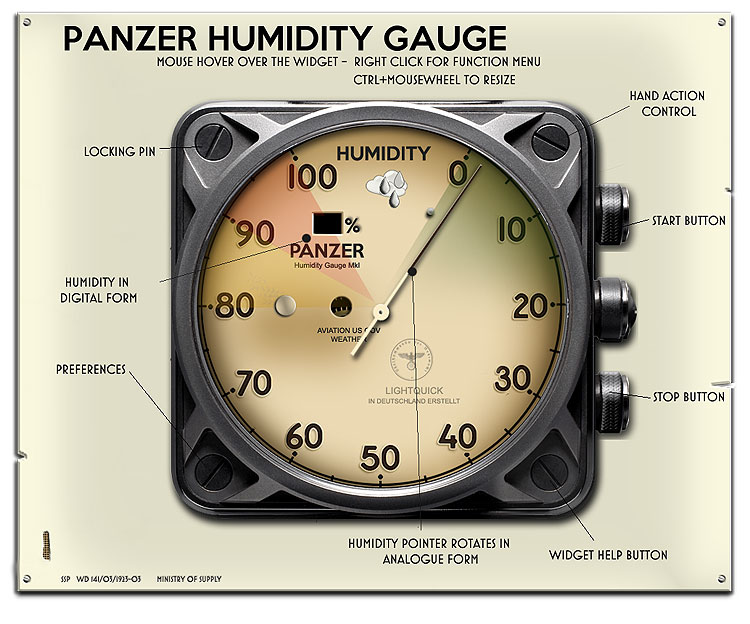 PANZER HUMIDITY GAUGE
MOUSE HOVER OVER THE WIDGET - RIGHT CLICK FOR FUNCTION MENU
CTRL+MOUSEWHEEL TO RESIZE
HAND ACTION
CONTROL
LOCKING PIN
HUMIDITY
100
0
90
10
%
PANZER
Humidity Gauge MkI
START BUTTON
HUMIDITY IN
DIGITAL FORM
80
20
AVIATION US GOV
WEATHER
PREFERENCES
70
30
LIGHTQUICK
IN DEUTSCHLAND ERSTELLT
STOP BUTTON
60
40
50
HUMIDITY POINTER ROTATES IN
ANALOGUE FORM
WIDGET HELP BUTTON
SSP WD 141/03/1923-03 MINISTRY OF SUPPLY